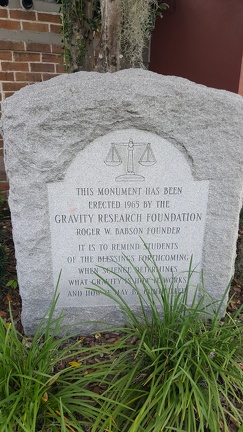 THIS MONUMENT HAS BEEN
ERECTED 1965 BY THE
GRAVITY RESEARCH FOUNDATION
ROGER W. BABSON FOUNDER
IT IS TO REMIND STUDENTS
OF THE BLESSINGS FORTHCOMING
WHEN SCIENCE DETERMINES
WHAT GRAVITY IS, HOW IT WORKS
AND HOW IT MAY BE